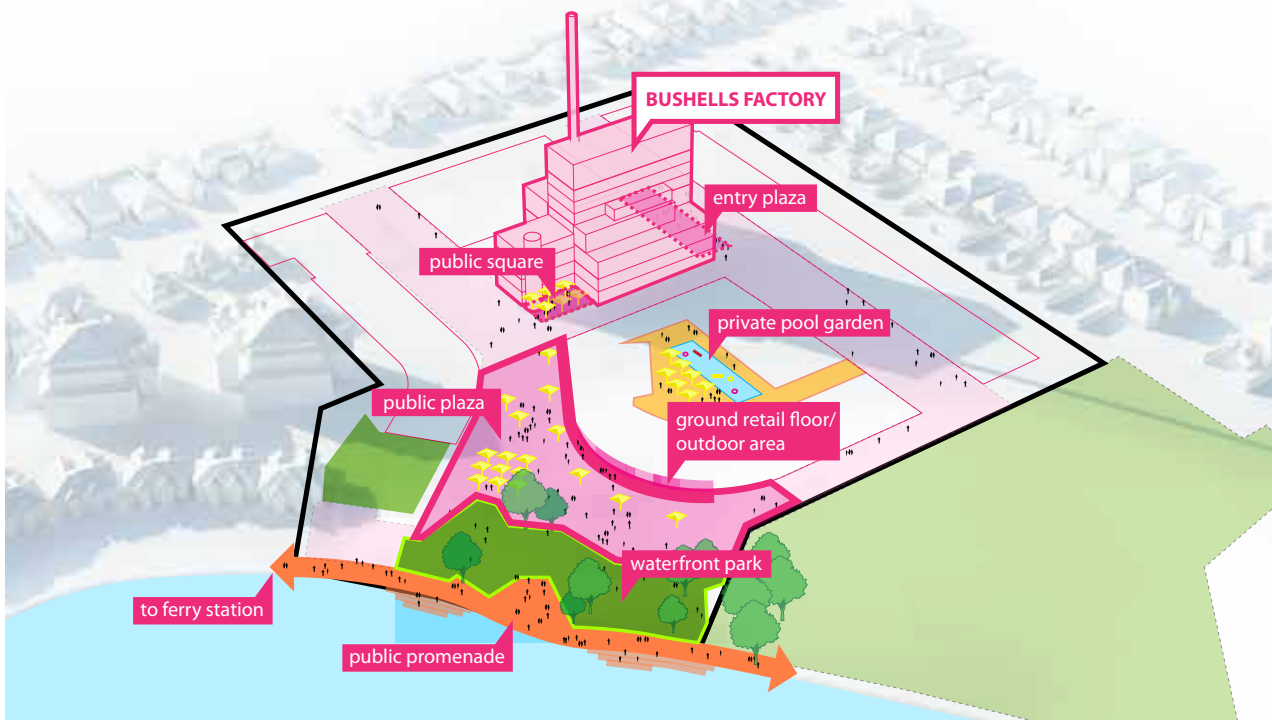 BUSHELLS FACTORY
entry plaza
public square
private pool garden
public plaza
ground retail floor/
outdoor area
waterfront park
to ferry station
public promenade